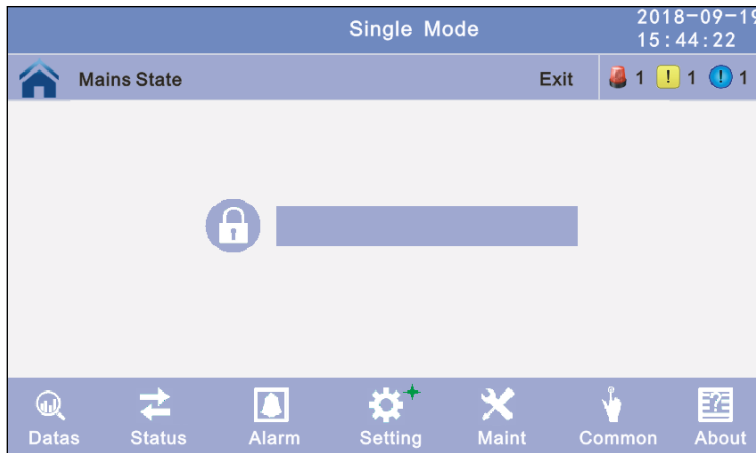 Single Mode
2018-09-19
15:44:22
Mains State
Exit
1
! 1
! 1
Datas
Status
Alarm
Setting
Maint
Common
About